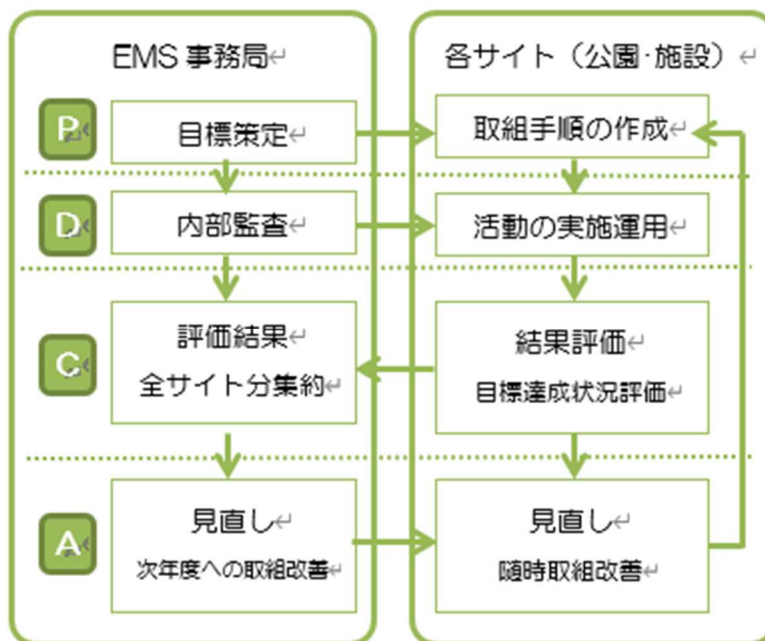 EMS 事務局
各サイト（公園・施設）
P
目標策定
取組手順の作成
D
内部監査
活動の実施運用
C
評価結果
全サイト分集約
結果評価
目標達成状況評価
A
見直し
次年度への取組改善
見直し
随時取組改善